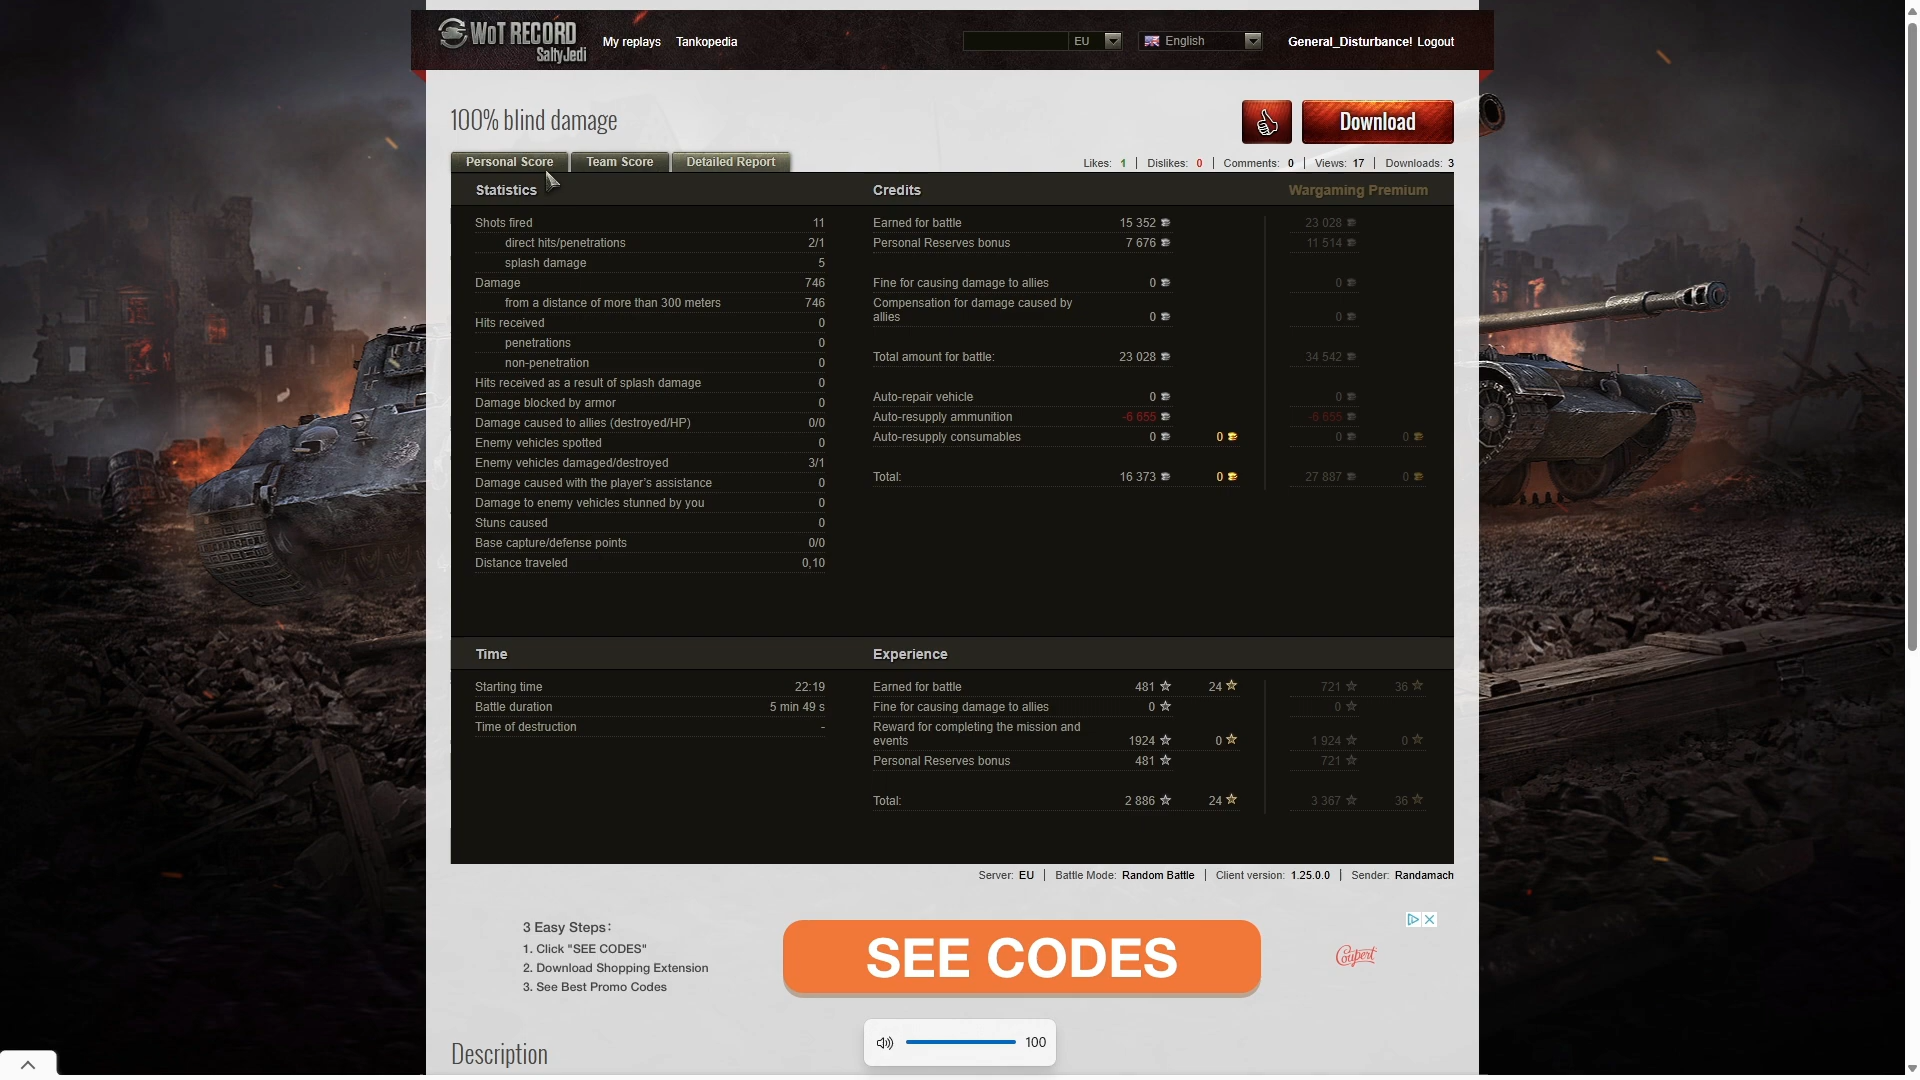 WoT RECORD
SaltyJedi
My replays Tankopedia
EU
English
General_Disturbance! Logout
100% blind damage
Download
Personal Score Team Score Detailed Report
Likes: 1 | Dislikes: 0 | Comments: 0 | Views: 17 | Downloads: 3
Statistics
Shots fired 11
direct hits/penetrations 2/1
splash damage 5
Damage 746
from a distance of more than 300 meters 746
Hits received 0
penetrations 0
non-penetration 0
Hits received as a result of splash damage 0
Damage blocked by armor 0
Damage caused to allies (destroyed/HP) 0/0
Enemy vehicles spotted 0
Enemy vehicles damaged/destroyed 3/1
Damage caused with the player's assistance 0
Damage to enemy vehicles stunned by you 0
Stuns caused 0
Base capture/defense points 0/0
Distance traveled 0,10
Credits Wargaming Premium
Earned for battle 15 352 23 028
Personal Reserves bonus 7 676 11 514
Fine for causing damage to allies 0 0
Compensation for damage caused by
allies 0 0
Total amount for battle: 23 028 34 542
Auto-repair vehicle 0 0
Auto-resupply ammunition -6 655 -6 655
Auto-resupply consumables 0 0 0 0
Total: 16 373 0 27 887 0
Time
Starting time 22:19
Battle duration 5 min 49 s
Time of destruction -
Experience
Earned for battle 481 24 721 36
Fine for causing damage to allies 0 0
Reward for completing the mission and
events 1924 0 1 924 0
Personal Reserves bonus 481 721
Total: 2 886 24 3 367 36
Server: EU | Battle Mode: Random Battle | Client version: 1.25.0.0 | Sender: Randamach
3 Easy Steps:
1. Click "SEE CODES"
2. Download Shopping Extension
3. See Best Promo Codes
SEE CODES
Coupert
Description
100